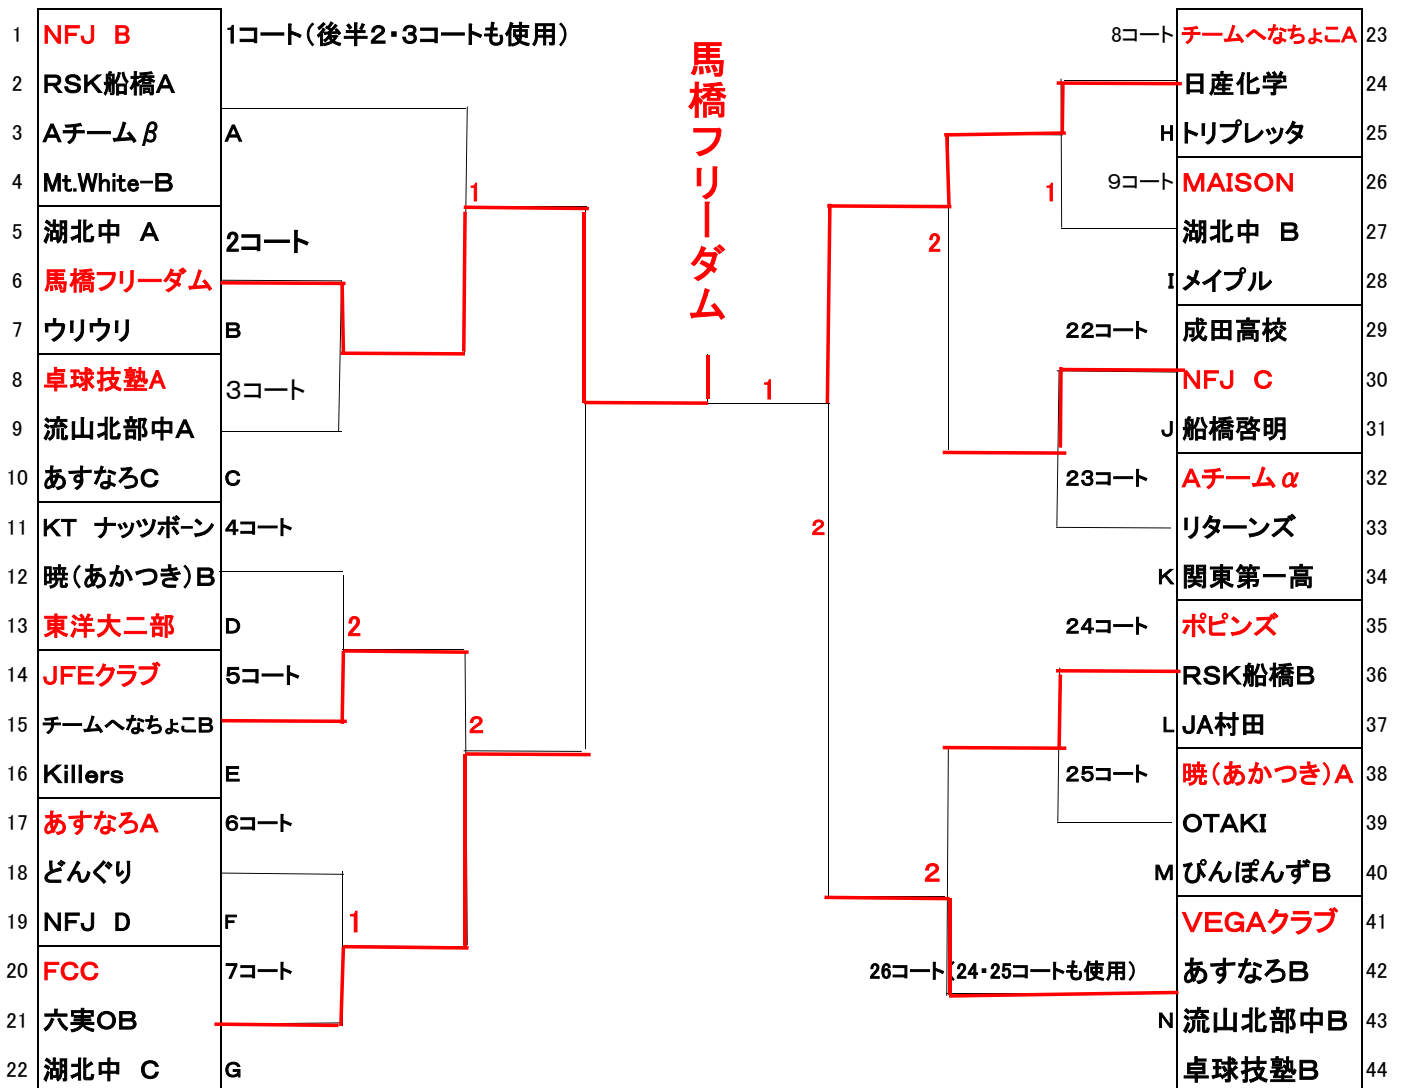 1 NFJ B 1コート（後半2・3コートも使用）
2 RSK船橋A
3 Aチームβ A
4 Mt.White-B
1
5 湖北中 A 2コート
6 馬橋フリーダム
7 ウリウリ B
8 卓球技塾A 3コート
9 流山北部中A
10 あすなろC C
11 KT ナッツボーン 4コート
12 暁（あかつき）B
13 東洋大二部 D 2
14 JFEクラブ 5コート
15 チームへなちょこB 2
16 Killers E
17 あすなろA 6コート
18 どんぐり
19 NFJ D F 1
20 FCC 7コート
21 六実OB
22 湖北中 C G
馬橋フリーダム
1
8コート チームへなちょこA 23
日産化学 24
H トリプレッタ 25
9コート MAISON 26
1
湖北中 B 27
2
I メイプル 28
22コート 成田高校 29
NFJ C 30
J 船橋啓明 31
23コート Aチームα 32
リターンズ 33
2
K 関東第一高 34
24コート ポピンズ 35
RSK船橋B 36
L JA村田 37
25コート 暁（あかつき）A 38
OTAKI 39
M ぴんぽんずB 40
2
VEGAクラブ 41
26コート（24・25コートも使用） あすなろB 42
N 流山北部中B 43
卓球技塾B 44